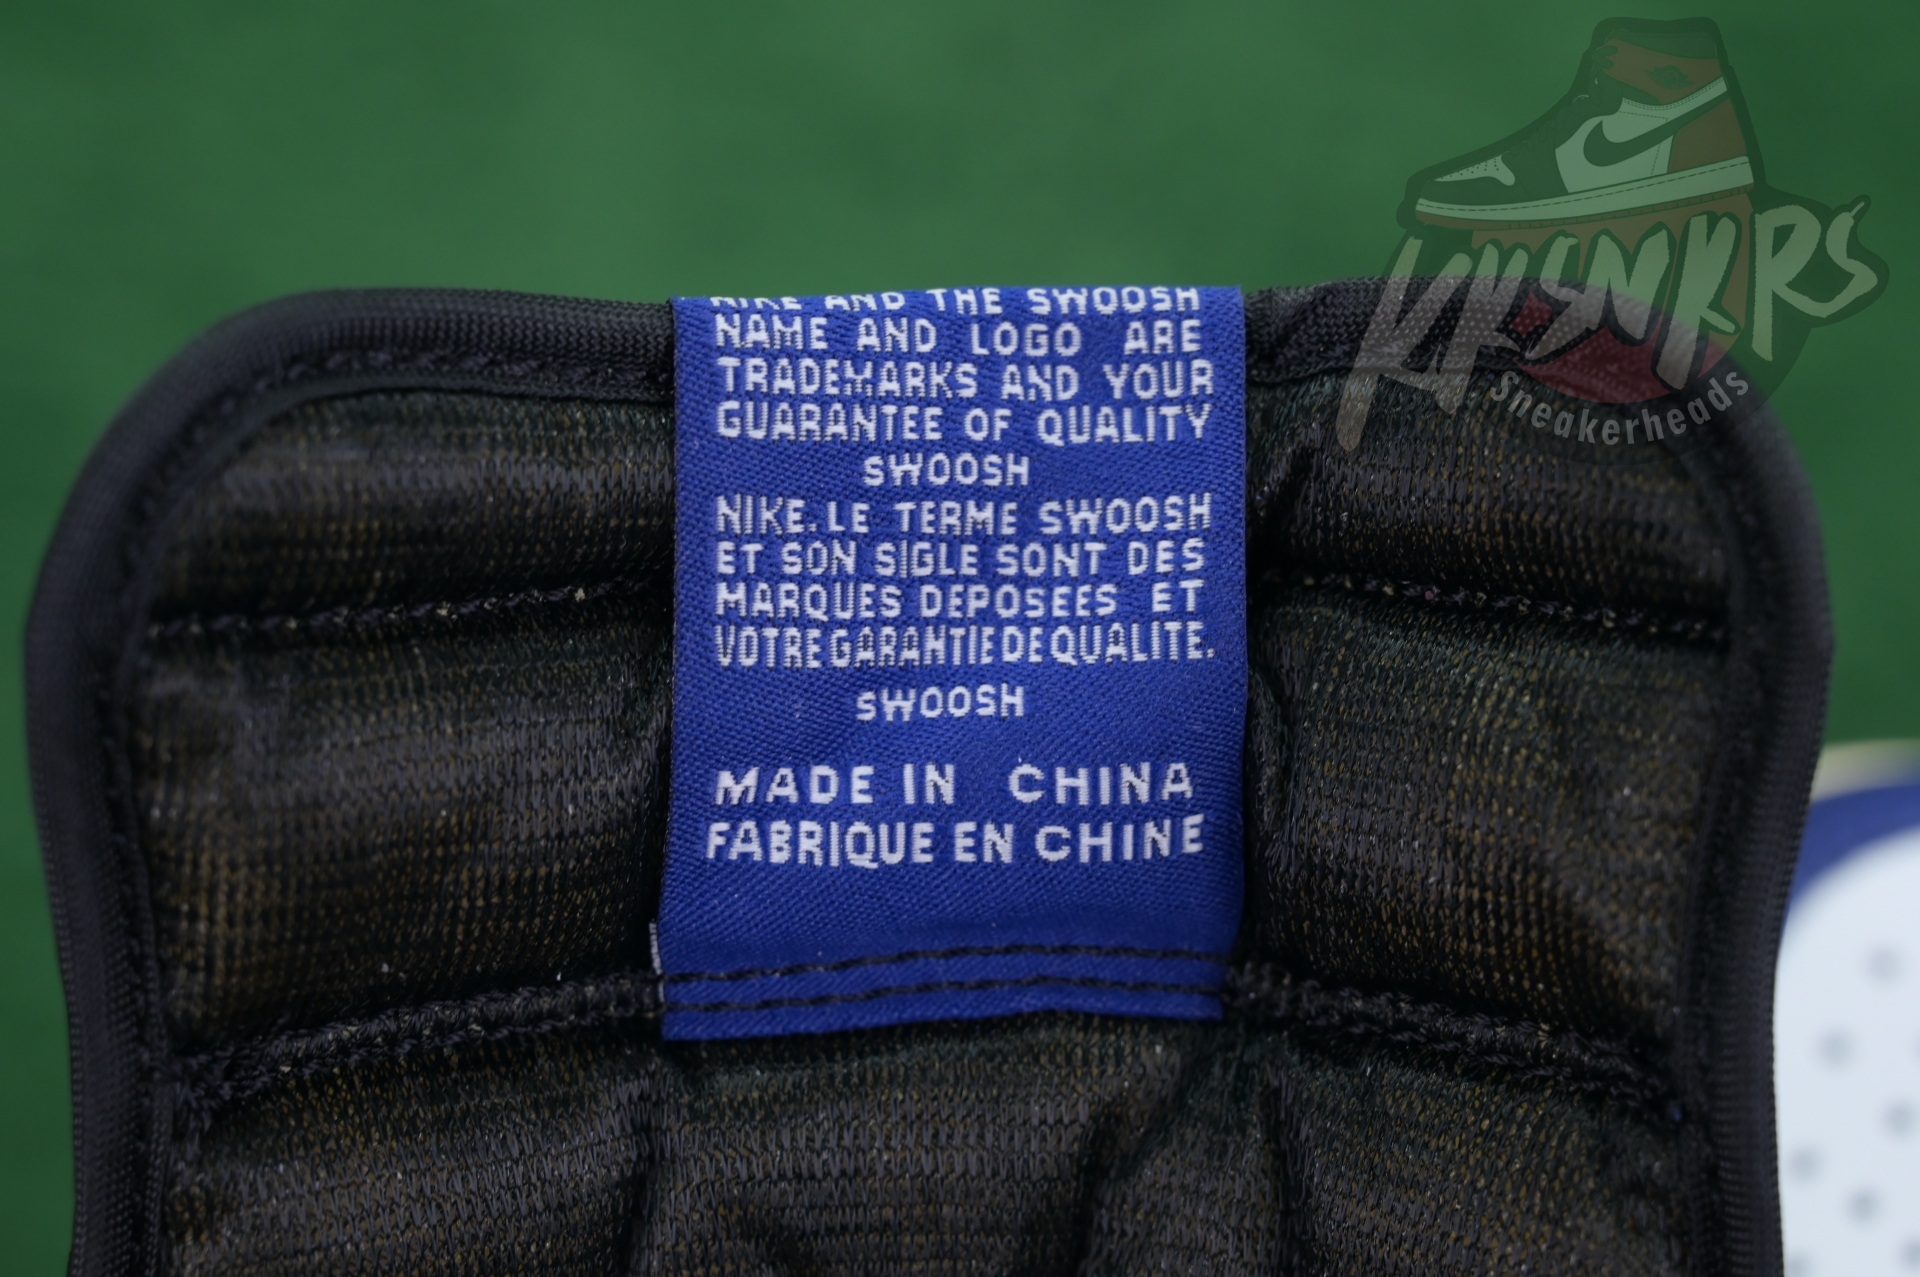 NIKE AND THE SWOOSH
NAME AND LOGO ARE
TRADEMARKS AND YOUR
GUARANTEE OF QUALITY
SWOOSH
NIKE. LE TERME SWOOSH
ET SON SIGLE SONT DES
MARQUES DEPOSEES ET
VOTRE GARANTIE DE QUALITE.
SWOOSH
MADE IN CHINA
FABRIQUE EN CHINE
KKSNKRS
Sneakerheads